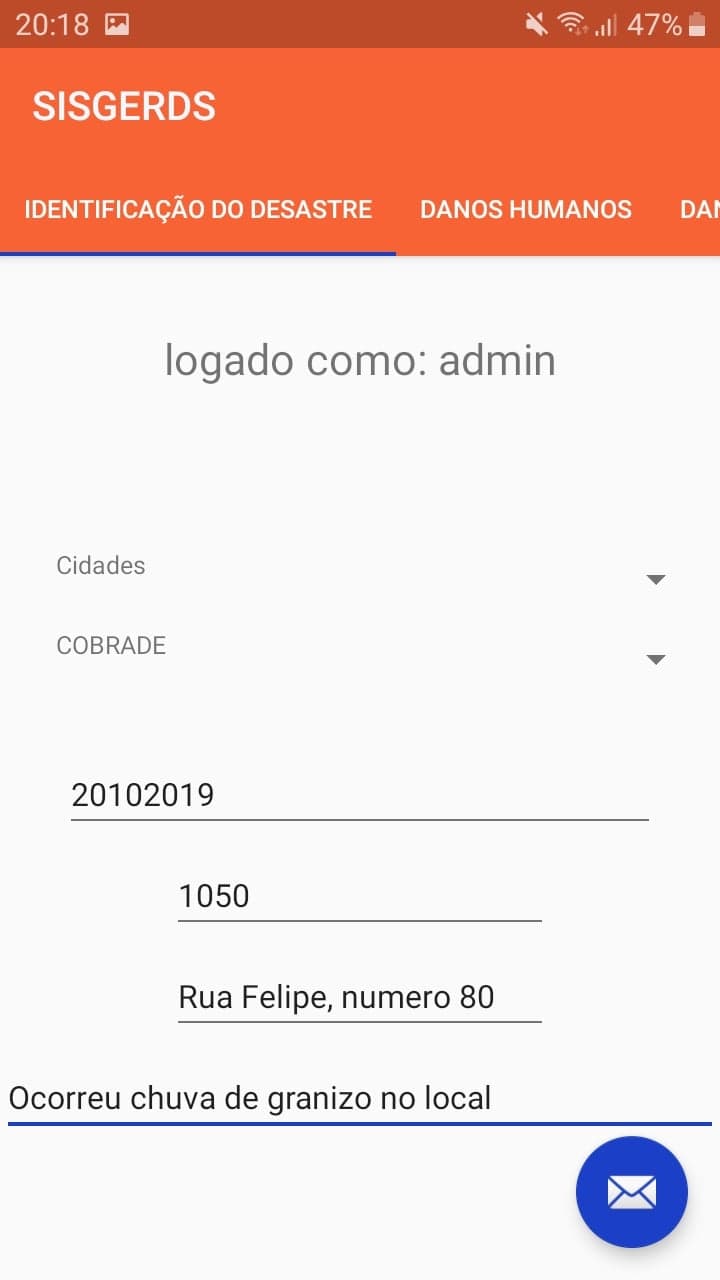 20:18 47%
SISGERDS
IDENTIFICAÇÃO DO DESASTRE DANOS HUMANOS DAN
logado como: admin
Cidades
COBRADE
20102019
1050
Rua Felipe, numero 80
Ocorreu chuva de granizo no local